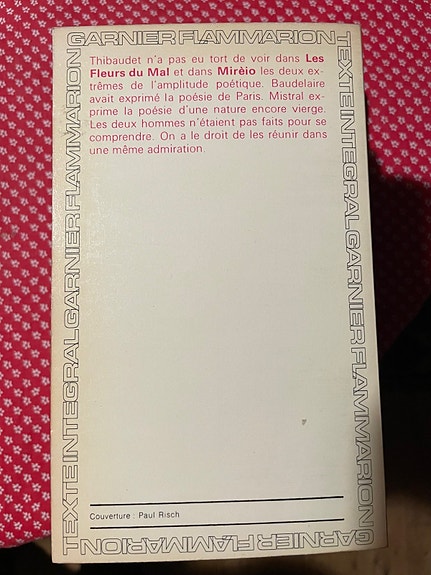 GARNIER FLAMMARION
TEXTE INTEGRAL GARNIER FLAMMARION
Thibaudet n'a pas eu tort de voir dans Les
Fleurs du Mal et dans Mirèio les deux ex-
trêmes de l'amplitude poétique. Baudelaire
avait exprimé la poésie de Paris. Mistral ex-
prime la poésie d'une nature encore vierge.
Les deux hommes n'étaient pas faits pour se
comprendre. On a le droit de les réunir dans
une même admiration.
TEXTE INTEGRAL GARNIER FLAMMARION
Couverture : Paul Risch
GARNIER FLAMMARION